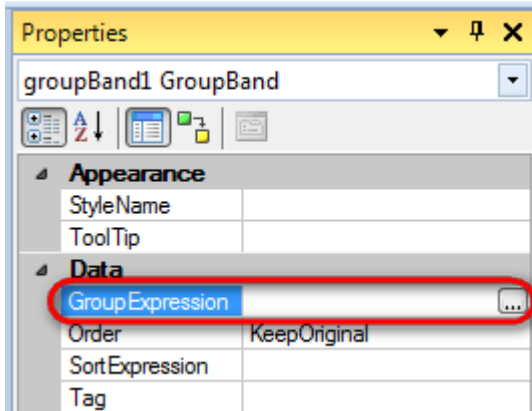 Properties
groupBand1 GroupBand
Appearance
StyleName
ToolTip
Data
GroupExpression ...
Order KeepOriginal
SortExpression
Tag